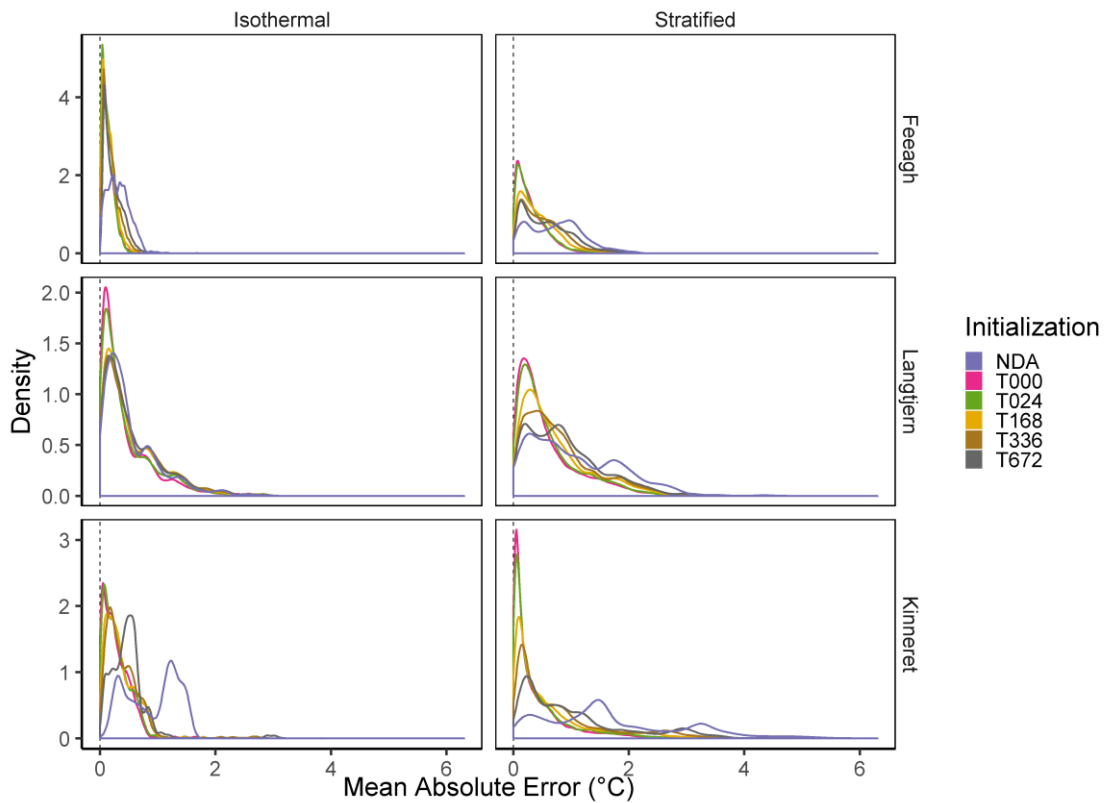 Isothermal
Stratified
4
2
0
Feeagh
2.0
1.5
1.0
0.5
0.0
Langtjern
3
2
1
0
Kinneret
0
2
4
6
0
2
4
6
Density
Mean Absolute Error (°C)
Initialization
NDA
T000
T024
T168
T336
T672